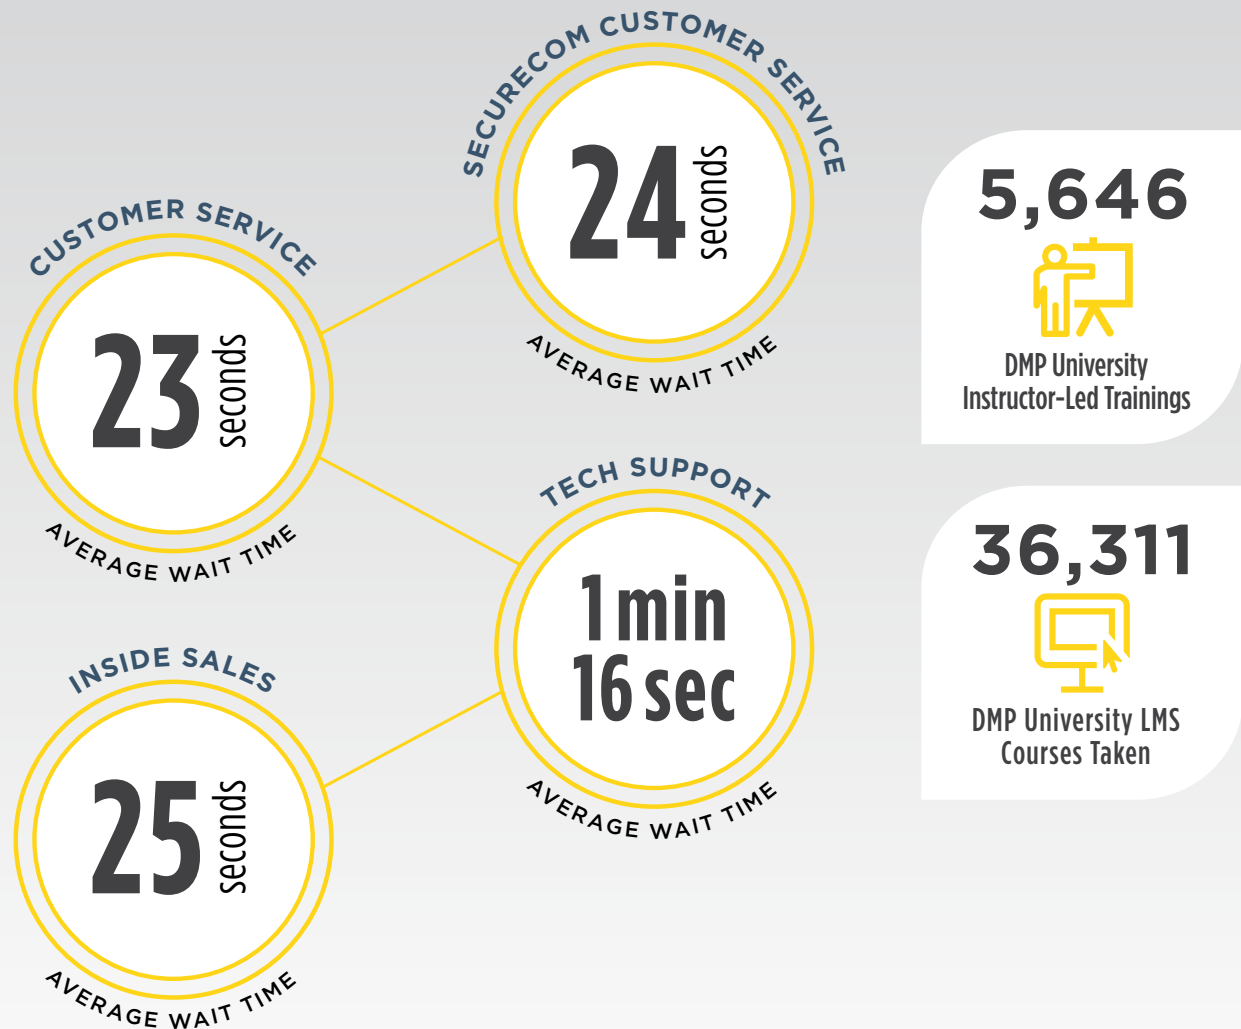 SECURECOM CUSTOMER SERVICE
24
seconds
AVERAGE WAIT TIME
CUSTOMER SERVICE
23
seconds
AVERAGE WAIT TIME
TECH SUPPORT
1 min
16 sec
AVERAGE WAIT TIME
INSIDE SALES
25
seconds
AVERAGE WAIT TIME
5,646
DMP University
Instructor-Led Trainings
36,311
DMP University LMS
Courses Taken